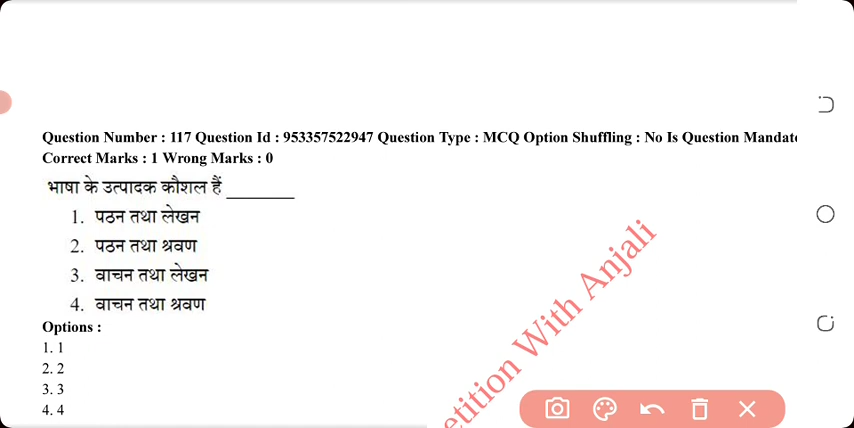 Question Number : 117 Question Id : 953357522947 Question Type : MCQ Option Shuffling : No Is Question
Correct Marks : 1 Wrong Marks : 0
भाषा के उत्पादक कौशल हैं ________
1. पठन तथा लेखन
2. पठन तथा श्रवण
3. वाचन तथा लेखन
4. वाचन तथा श्रवण
Options :
1. 1
2. 2
3. 3
4. 4
With Anjali